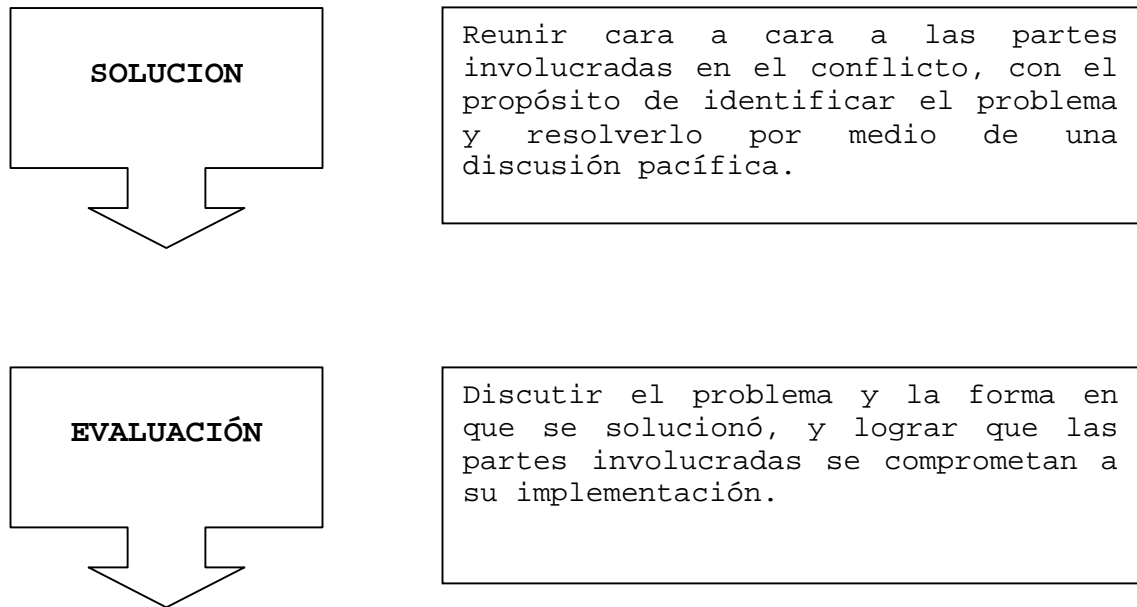 SOLUCION
Reunir cara a cara a las partes
involucradas en el conflicto, con el
propósito de identificar el problema
y resolverlo por medio de una
discusión pacífica.
EVALUACIÓN
Discutir el problema y la forma en
que se solucionó, y lograr que las
partes involucradas se comprometan a
su implementación.